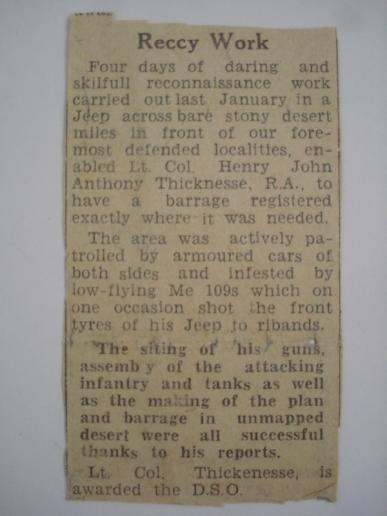 Reccy Work
Four days of daring and
skilfull reconnaissance work
carried out last January in a
Jeep across bare stony desert
miles in front of our fore-
most defended localities, en-
abled Lt. Col. Henry John
Anthony Thicknesse, R.A., to
have a barrage registered
exactly where it was needed.
The area was actively pa-
trolled by armoured cars of
both sides and infested by
low-flying Me 109s which on
one occasion shot the front
tyres of his Jeep to ribands.
The siting of his guns,
assemb y of the attacking
infantry and tanks as well
as the making of the plan
and barrage in unmapped
desert were all successful
thanks to his reports.
Lt. Col. Thickenesse, is
awarded the D.S.O.